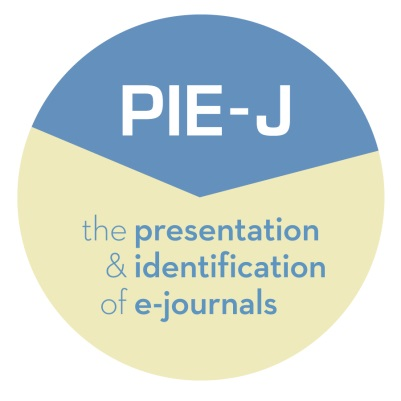 PIE-J
the presentation
& identification
of e-journals